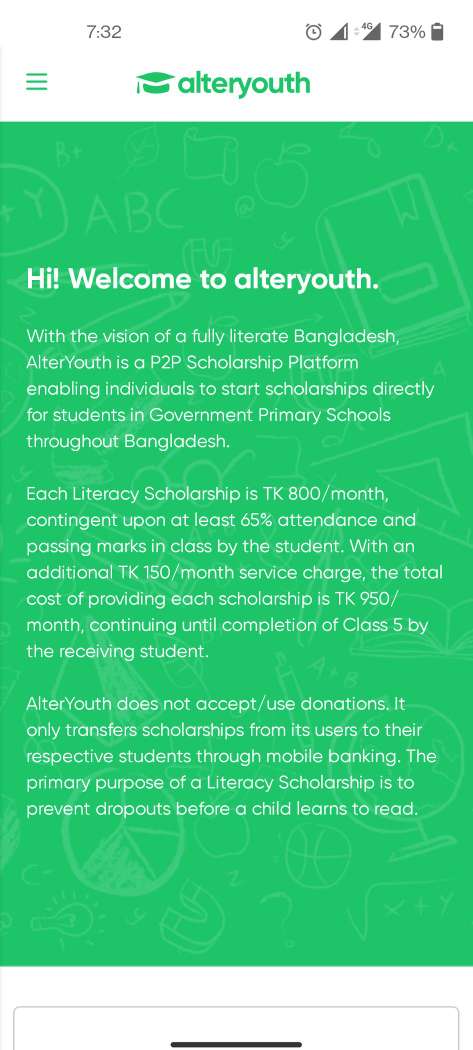 7:32
4G 73%
alteryouth
B+
D+
+Y
ABC
@
Hi! Welcome to alteryouth.
With the vision of a fully literate Bangladesh,
AlterYouth is a P2P Scholarship Platform
enabling individuals to start scholarships directly
for students in Government Primary Schools
throughout Bangladesh.
Each Literacy Scholarship is TK 800/month,
contingent upon at least 65% attendance and
passing marks in class by the student. With an
additional TK 150/month service charge, the total
cost of providing each scholarship is TK 950/
month, continuing until completion of Class 5 by
the receiving student.
A+B
AlterYouth does not accept/use donations. It
only transfers scholarships from its users to their
respective students through mobile banking. The
primary purpose of a Literacy Scholarship is to
prevent dropouts before a child learns to read.
?
√x+y